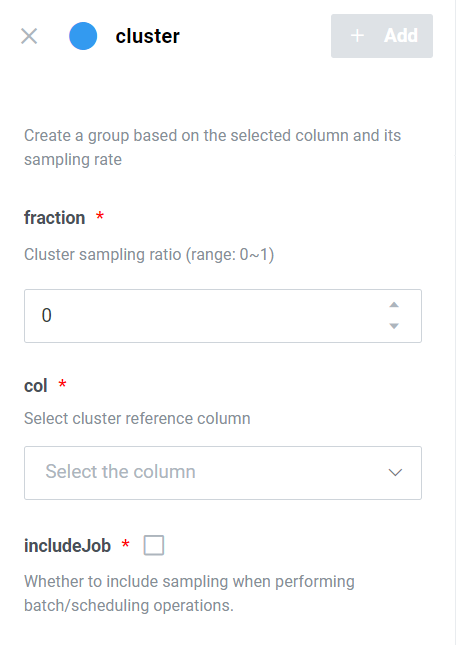 cluster
+ Add
Create a group based on the selected column and its
sampling rate
fraction *
Cluster sampling ratio (range: 0~1)
0
col *
Select cluster reference column
Select the column
includeJob *
Whether to include sampling when performing
batch/scheduling operations.